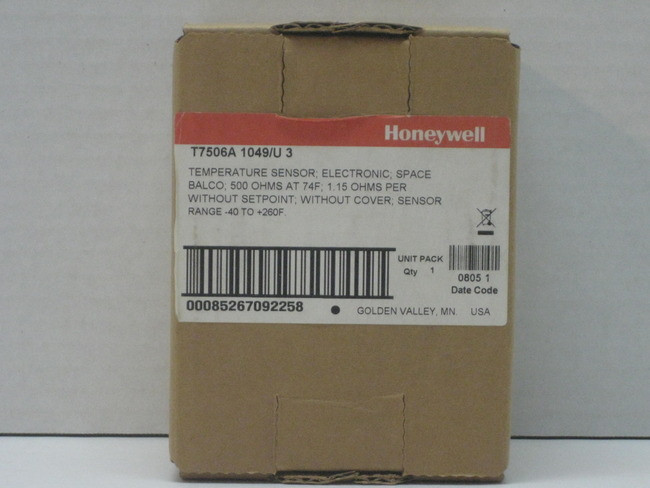 Honeywell
T7506A 1049/U 3
TEMPERATURE SENSOR; ELECTRONIC; SPACE
BALCO; 500 OHMS AT 74F; 1.15 OHMS PER
WITHOUT SETPOINT; WITHOUT COVER; SENSOR
RANGE -40 TO +260F.
UNIT PACK
Qty 1
0805 1
Date Code
00085267092258
GOLDEN VALLEY, MN. USA